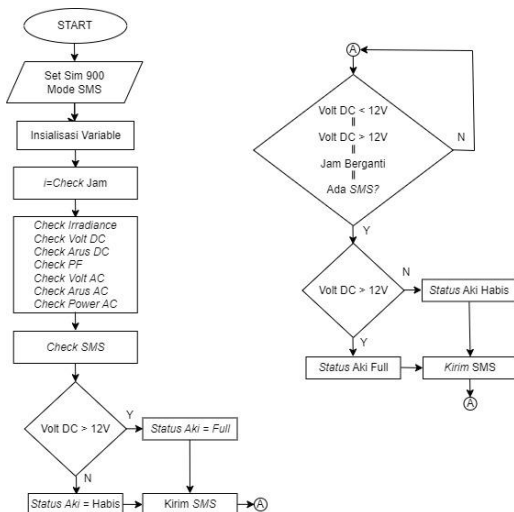 START
Set Sim 900
Mode SMS
Insialisasi Variable
i=Check Jam
Check Irradiance
Check Volt DC
Check Arus DC
Check PF
Check Volt AC
Check Arus AC
Check Power AC
Check SMS
Volt DC > 12V
Y
Status Aki = Full
N
Status Aki = Habis
Kirim SMS
A
A
Volt DC < 12V
||
Volt DC > 12V
||
Jam Berganti
||
Ada SMS?
N
Y
Volt DC > 12V
N
Status Aki Habis
Y
Status Aki Full
Kirim SMS
A